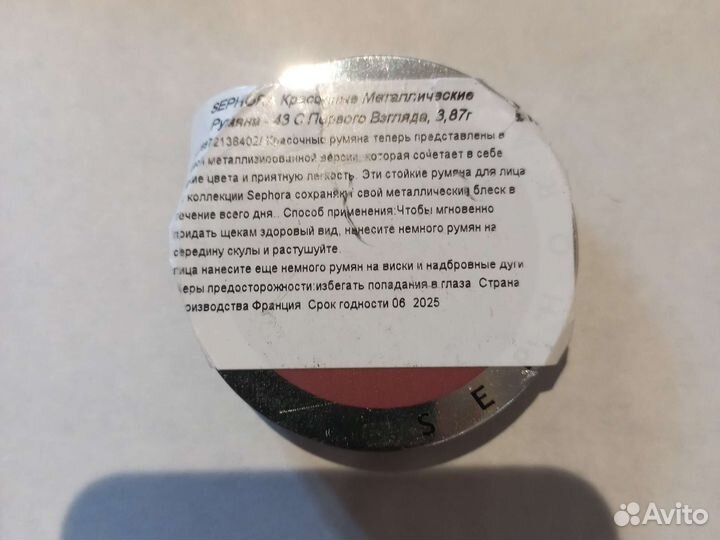 SEPHORA Красочные Металлические
Румяна - 43 С Первого Взгляда, 3,87г
72138402/ Красочные румяна теперь представлены в
металлизированной версии, которая сочетает в себе
цвета и приятную легкость. Эти стойкие румяна для лица
коллекции Sephora сохраняют свой металлический блеск в
течение всего дня.. Способ применения:Чтобы мгновенно
придать щекам здоровый вид, нанесите немного румян на
середину скулы и растушуйте.
лица нанесите еще немного румян на виски и надбровные дуги
Меры предосторожности:избегать попадания в глаза Страна
производства Франция Срок годности 06 2025
S E
Avito